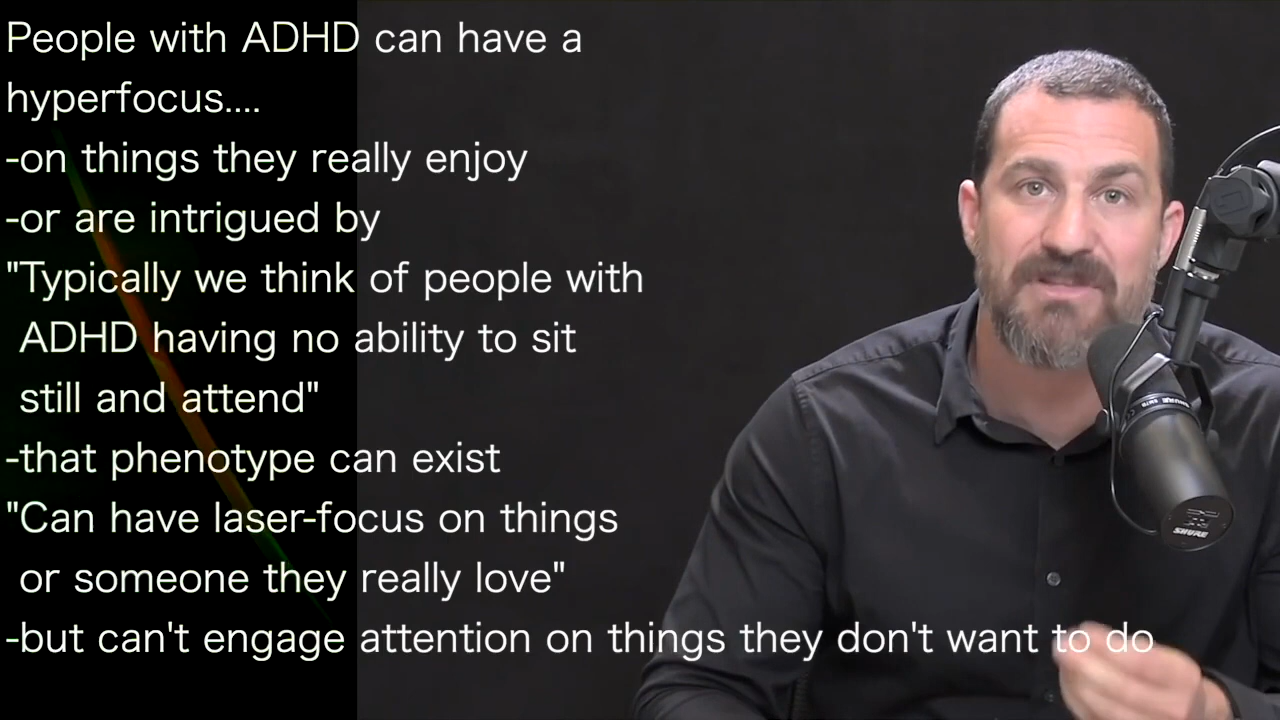 People with ADHD can have a
hyperfocus....
-on things they really enjoy
-or are intrigued by
"Typically we think of people with
ADHD having no ability to sit
still and attend"
-that phenotype can exist
"Can have laser-focus on things
or someone they really love"
-but can't engage attention on things they don't want to do
SHURE